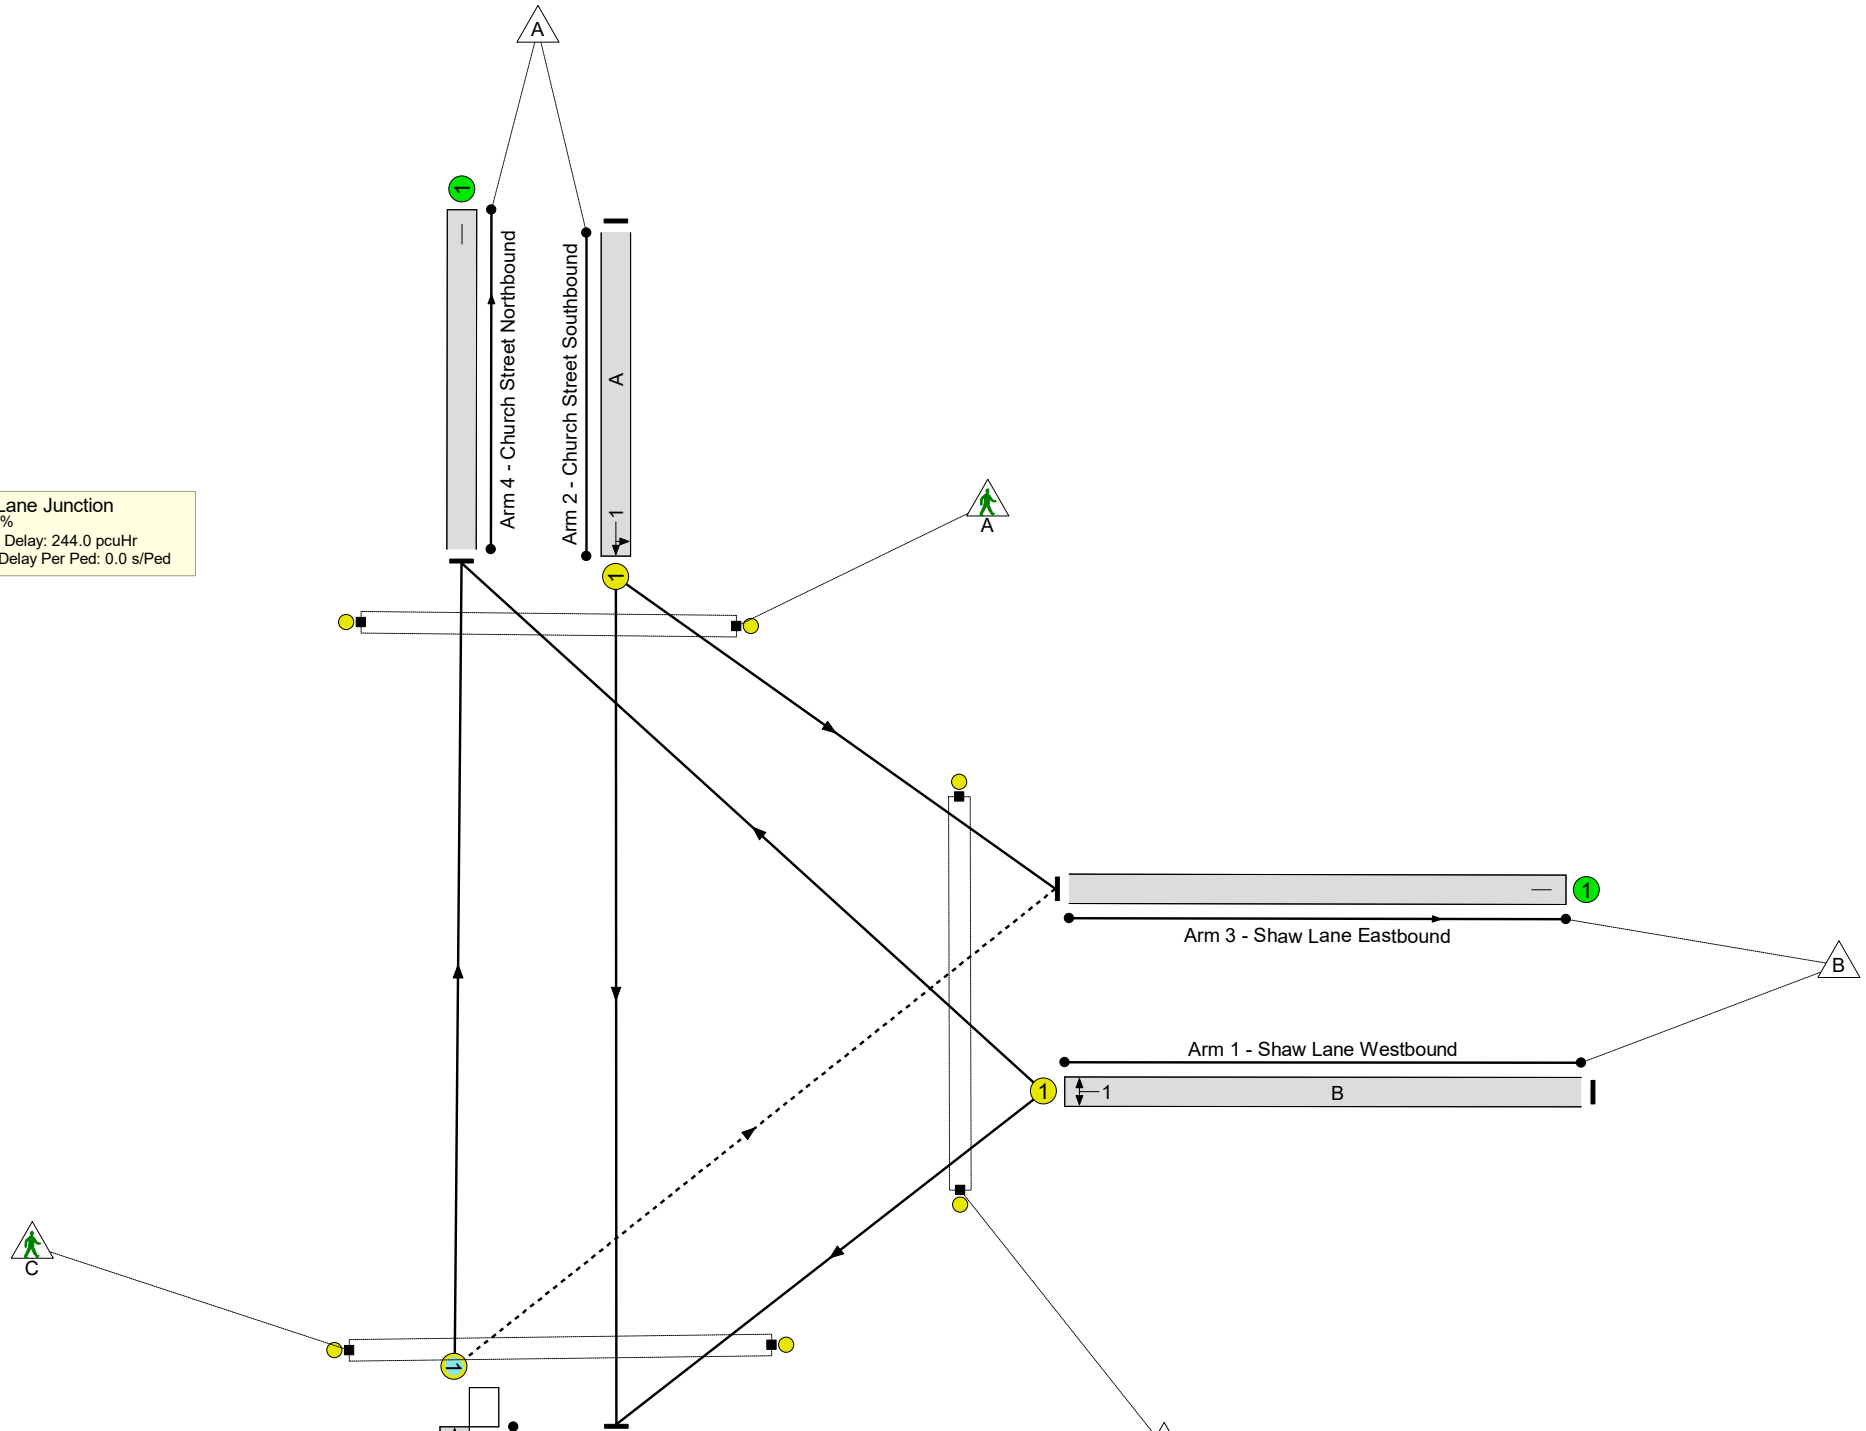 A
1
Arm 4 - Church Street Northbound
Arm 2 - Church Street Southbound
A
1
1
Lane Junction
%
Delay: 244.0 pcuHr
Delay Per Ped: 0.0 s/Ped
A
1
Arm 3 - Shaw Lane Eastbound
B
Arm 1 - Shaw Lane Westbound
1
1
B
C
1